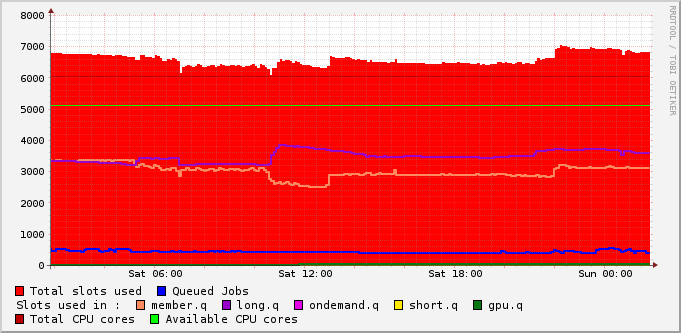 8000
7000
6000
5000
4000
3000
2000
1000
0
Sat 06:00 Sat 12:00 Sat 18:00 Sun 00:00
Total slots used Queued Jobs
Slots used in : member.q long.q ondemand.q short.q gpu.q
Total CPU cores Available CPU cores
RRDTOOL / TOBI OETIKER